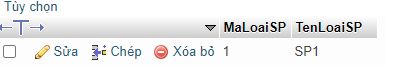 Tùy chọn
←T→ MaLoaiSP TenLoaiSP
Sửa Chép Xóa bỏ 1 SP1